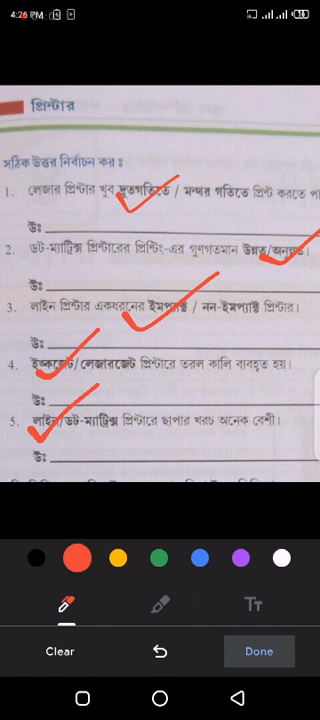 4:26 PM
প্রিন্টার
সঠিক উত্তর নির্বাচন কর ঃ
1. লেজার প্রিন্টার খুব দ্রুতগতিতে / মন্থর গতিতে প্রিন্ট করতে
উঃ
2. ডট-ম্যাট্রিক্স প্রিন্টারের প্রিন্টিং-এর গুণগতমান উন্নত/অনুন্নত।
উঃ
3. লাইন প্রিন্টার একধরনের ইমপ্যাক্ট / নন-ইমপ্যাক্ট প্রিন্টার।
উঃ
4. ইঙ্কজেট/লেজারজেট প্রিন্টারে তরল কালি ব্যবহৃত হয়।
উঃ
5. লাইন/ডট-ম্যাট্রিক্স প্রিন্টারে ছাপার খরচ অনেক বেশী।
উঃ
Tт
Clear
Done